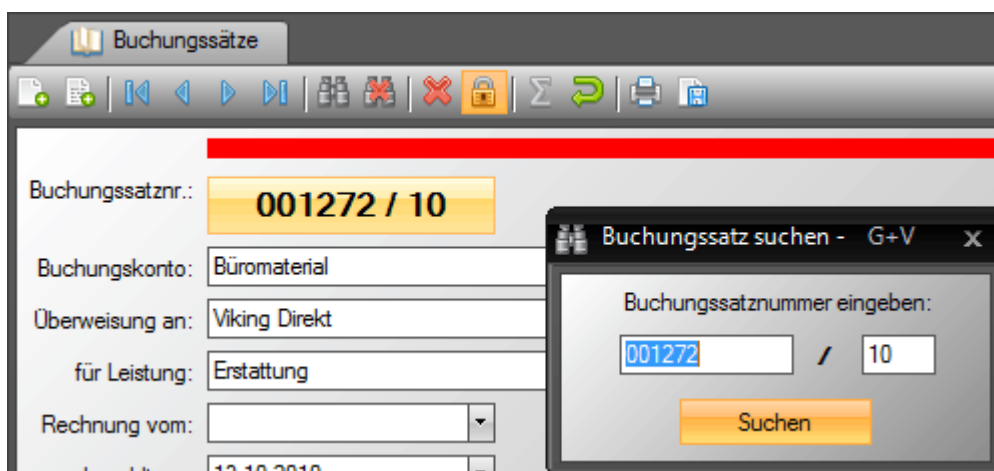 Buchungssätze
Buchungssatznr.:
001272 / 10
Buchungskonto:
Büromaterial
Überweisung an:
Viking Direkt
für Leistung:
Erstattung
Rechnung vom:
Buchungssatz suchen - G+V
x
Buchungssatznummer eingeben:
001272 / 10
Suchen